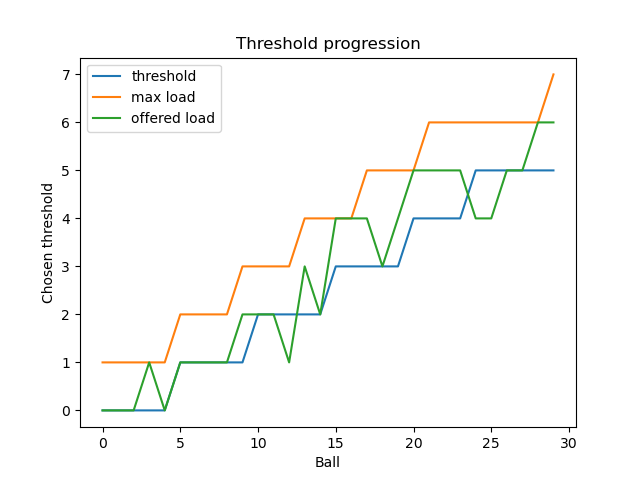 Threshold progression
threshold
max load
offered load
7
6
5
4
3
2
1
0
Chosen threshold
0 5 10 15 20 25 30
Ball